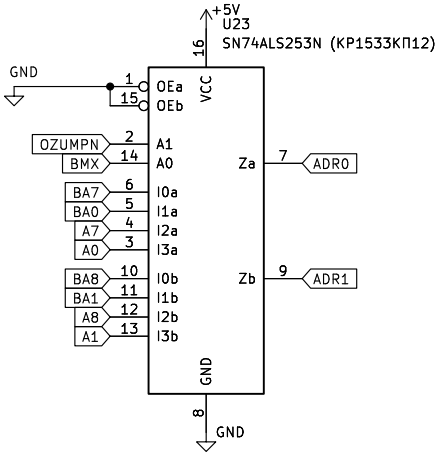 +5V
U23
SN74ALS253N (КР1533КП12)
16
VCC
GND
1 OEa
15 OEb
OZUMPN 2 A1
BMX 14 A0
Za 7 ADR0
BA7 6 I0a
BA0 5 I1a
A7 4 I2a
A0 3 I3a
BA8 10 I0b
Zb 9 ADR1
BA1 11 I1b
A8 12 I2b
A1 13 I3b
GND
8
GND